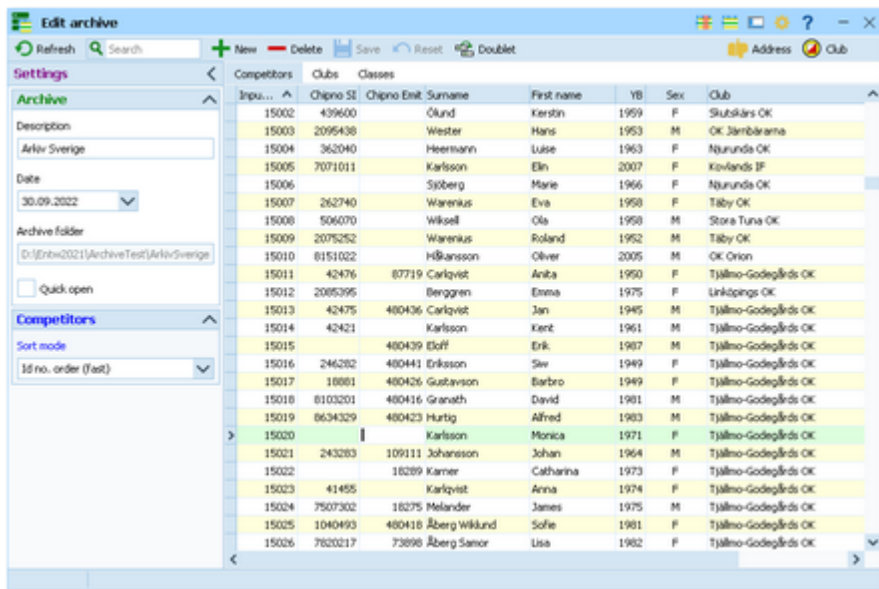 Edit archive
Refresh Search New Delete Save Reset Doublet Address Club
Settings
Archive
Description
Arkiv Sverige
Date
30.09.2022
Archive folder
D:\Entw2021\ArchiveTest\ArkivSverige
Quick open
Competitors
Sort mode
Id no. order (fast)
Competitors Clubs Classes
Inpu... Chipno SI Chipno Emit Surname First name YB Sex Club
15002 439600 Ölund Kerstin 1959 F Skutskärs OK
15003 2095438 Wester Hans 1953 M OK Järnbärarna
15004 362040 Heermann Luise 1963 F Njurunda OK
15005 7071011 Karlsson Elin 2007 F Kovlands IF
15006 Sjöberg Marie 1966 F Njurunda OK
15007 262740 Warenius Eva 1958 F Täby OK
15008 506070 Wiksell Ola 1958 M Stora Tuna OK
15009 2075252 Warenius Roland 1952 M Täby OK
15010 8151022 Håkansson Oliver 2005 M OK Orion
15011 42476 87719 Carlqvist Anita 1950 F Tjällmo-Godegårds OK
15012 2085395 Berggren Emma 1975 F Linköpings OK
15013 42475 480436 Carlqvist Jan 1945 M Tjällmo-Godegårds OK
15014 42421 Karlsson Kent 1961 M Tjällmo-Godegårds OK
15015 480439 Eloff Erik 1987 M Tjällmo-Godegårds OK
15016 246282 480441 Eriksson Siw 1949 F Tjällmo-Godegårds OK
15017 18881 480426 Gustavson Barbro 1949 F Tjällmo-Godegårds OK
15018 8103201 480416 Granath David 1981 M Tjällmo-Godegårds OK
15019 8634329 480423 Hurtig Alfred 1983 M Tjällmo-Godegårds OK
15020 Karlsson Monica 1971 F Tjällmo-Godegårds OK
15021 243283 109111 Johansson Johan 1964 M Tjällmo-Godegårds OK
15022 18289 Karner Catharina 1973 F Tjällmo-Godegårds OK
15023 41455 Karlqvist Anna 1974 F Tjällmo-Godegårds OK
15024 7507302 18275 Melander James 1975 M Tjällmo-Godegårds OK
15025 1040493 480418 Åberg Wiklund Sofie 1981 F Tjällmo-Godegårds OK
15026 7820217 73898 Åberg Samor Lisa 1982 F Tjällmo-Godegårds OK